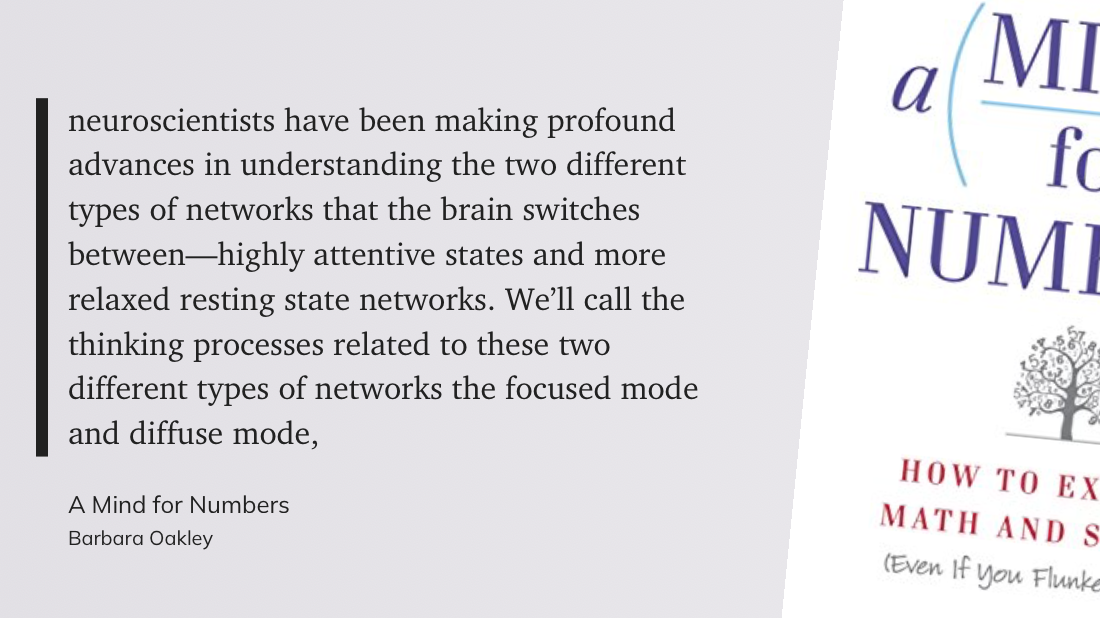 neuroscientists have been making profound
advances in understanding the two different
types of networks that the brain switches
between—highly attentive states and more
relaxed resting state networks. We’ll call the
thinking processes related to these two
different types of networks the focused mode
and diffuse mode,
A Mind for Numbers
Barbara Oakley
a (MI
fo
NUM
HOW TO EX
MATH AND S
(Even If You Flunke